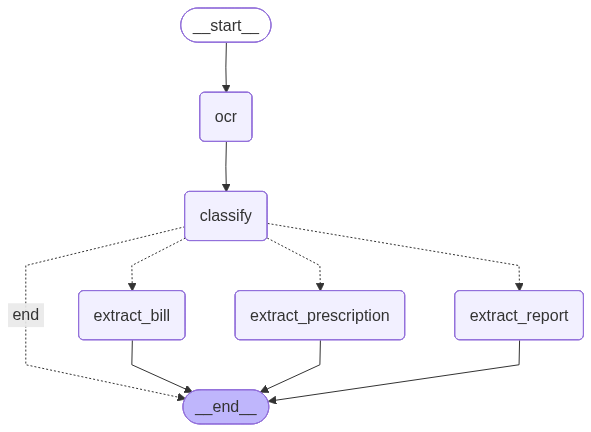 __start__
ocr
classify
end
extract_bill
extract_prescription
extract_report
__end__